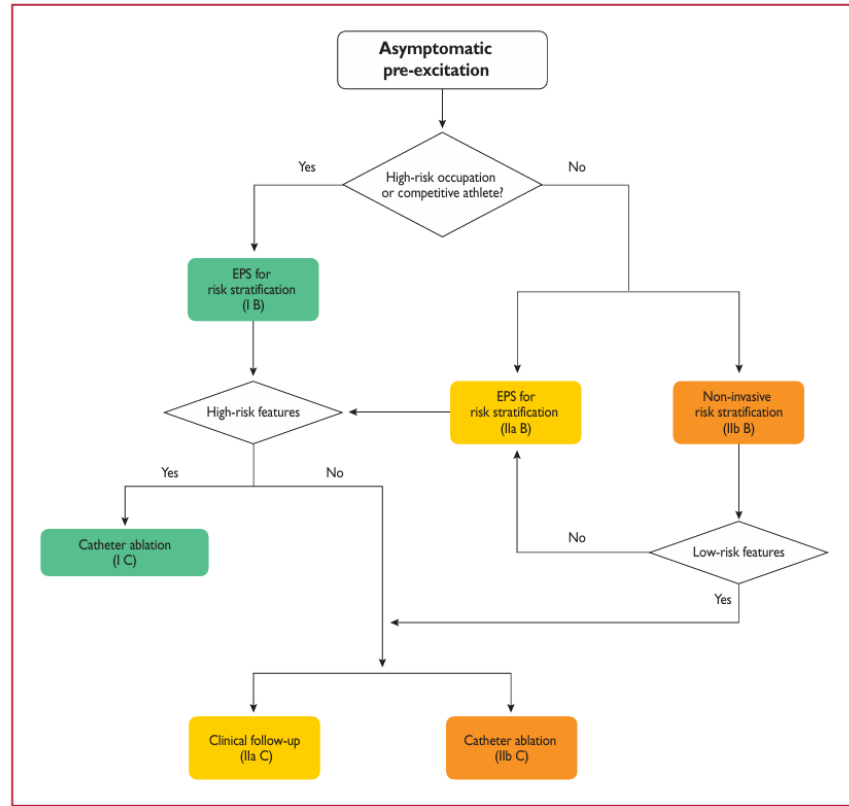 Asymptomatic
pre-excitation
Yes
High-risk occupation
or competitive athlete?
No
EPS for
risk stratification
(I B)
High-risk features
EPS for
risk stratification
(IIa B)
Non-invasive
risk stratification
(IIb B)
Yes
No
Catheter ablation
(I C)
No
Low-risk features
Yes
Clinical follow-up
(IIa C)
Catheter ablation
(IIb C)